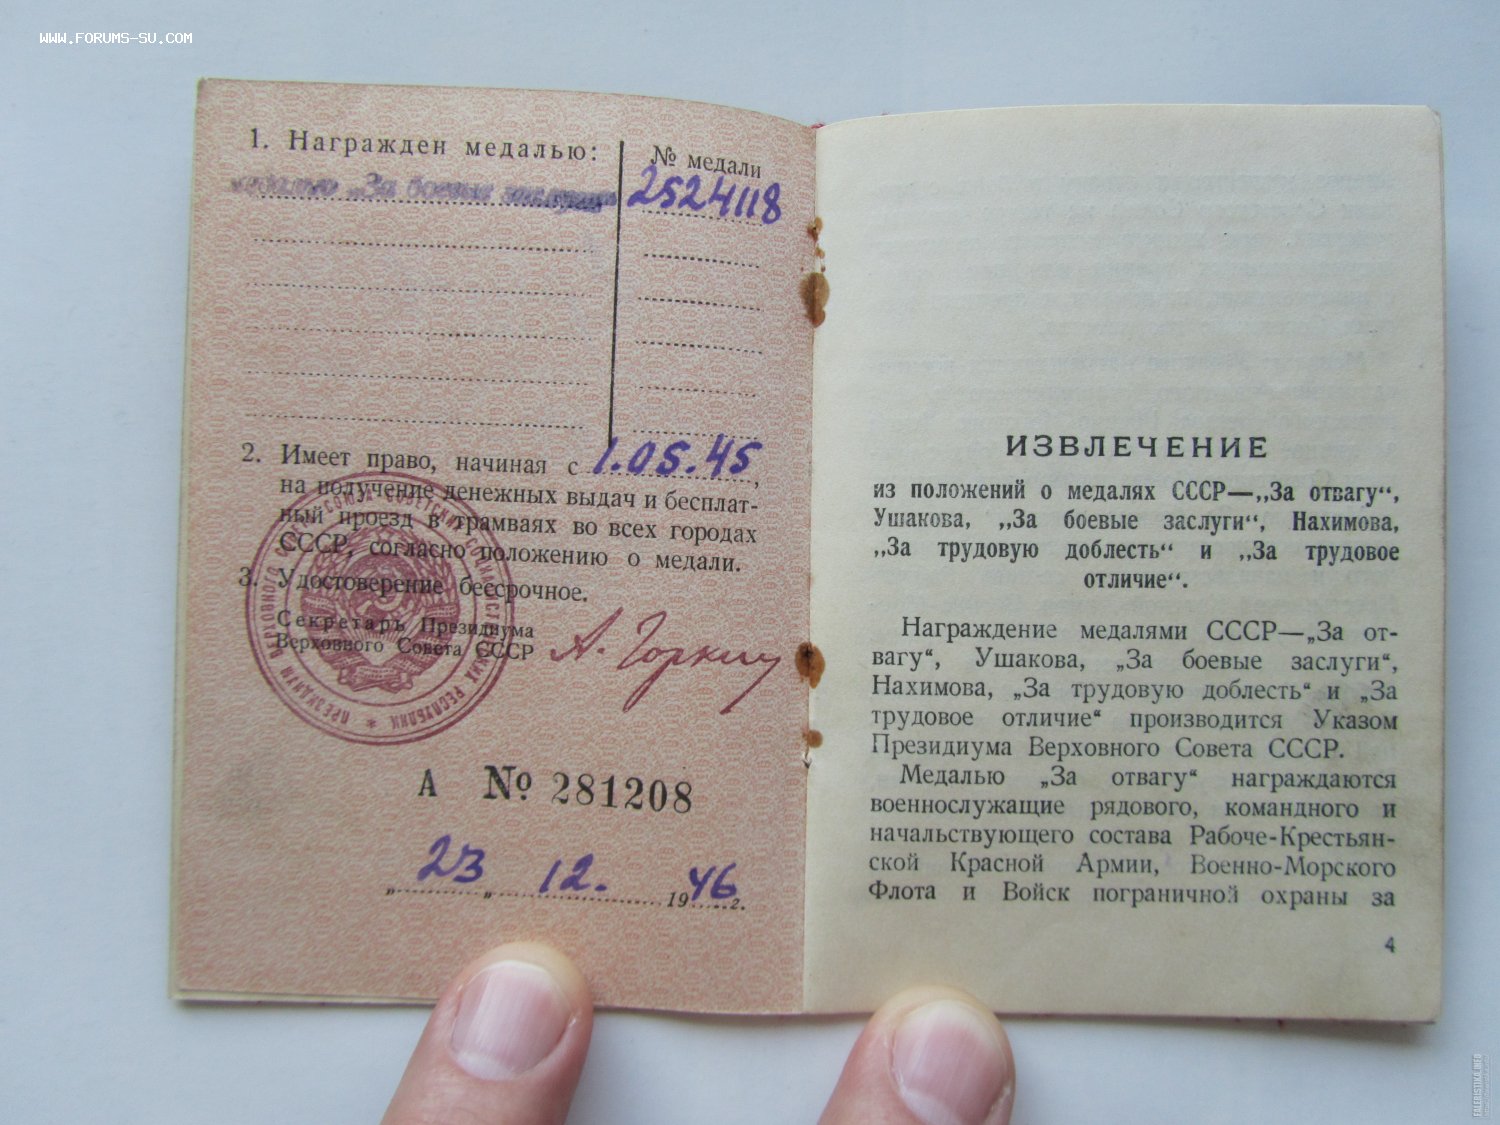 WWW.FORUMS-SU.COM
1. Награжден медалью:
№ медали
медалью „За боевые заслуги“
2524118
2. Имеет право, начиная с 1.05.45,
на получение денежных выдач и бесплат-
ный проезд в трамваях во всех городах
СССР, согласно положению о медали.
3. Удостоверение бессрочное.
Секретарь Президиума
Верховного Совета СССР
А. Горкин
А № 281208
„23„ 12. 1946 г.
ИЗВЛЕЧЕНИЕ
из положений о медалях СССР—„За отвагу“,
Ушакова, „За боевые заслуги“, Нахимова,
„За трудовую доблесть“ и „За трудовое
отличие“.
Награждение медалями СССР—„За от-
вагу“, Ушакова, „За боевые заслуги“,
Нахимова, „За трудовую доблесть“ и „За
трудовое отличие“ производится Указом
Президиума Верховного Совета СССР.
Медалью „За отвагу“ награждаются
военнослужащие рядового, командного и
начальствующего состава Рабоче-Крестьян-
ской Красной Армии, Военно-Морского
Флота и Войск пограничной охраны за
4
FALERISTIKA.INFO